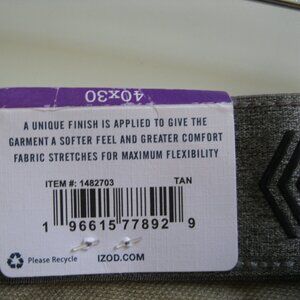 40x30
A UNIQUE FINISH IS APPLIED TO GIVE THE
GARMENT A SOFTER FEEL AND GREATER COMFORT
FABRIC STRETCHES FOR MAXIMUM FLEXIBILITY
ITEM #: 1482703 TAN
1 96615 77892 9
Please Recycle IZOD.COM